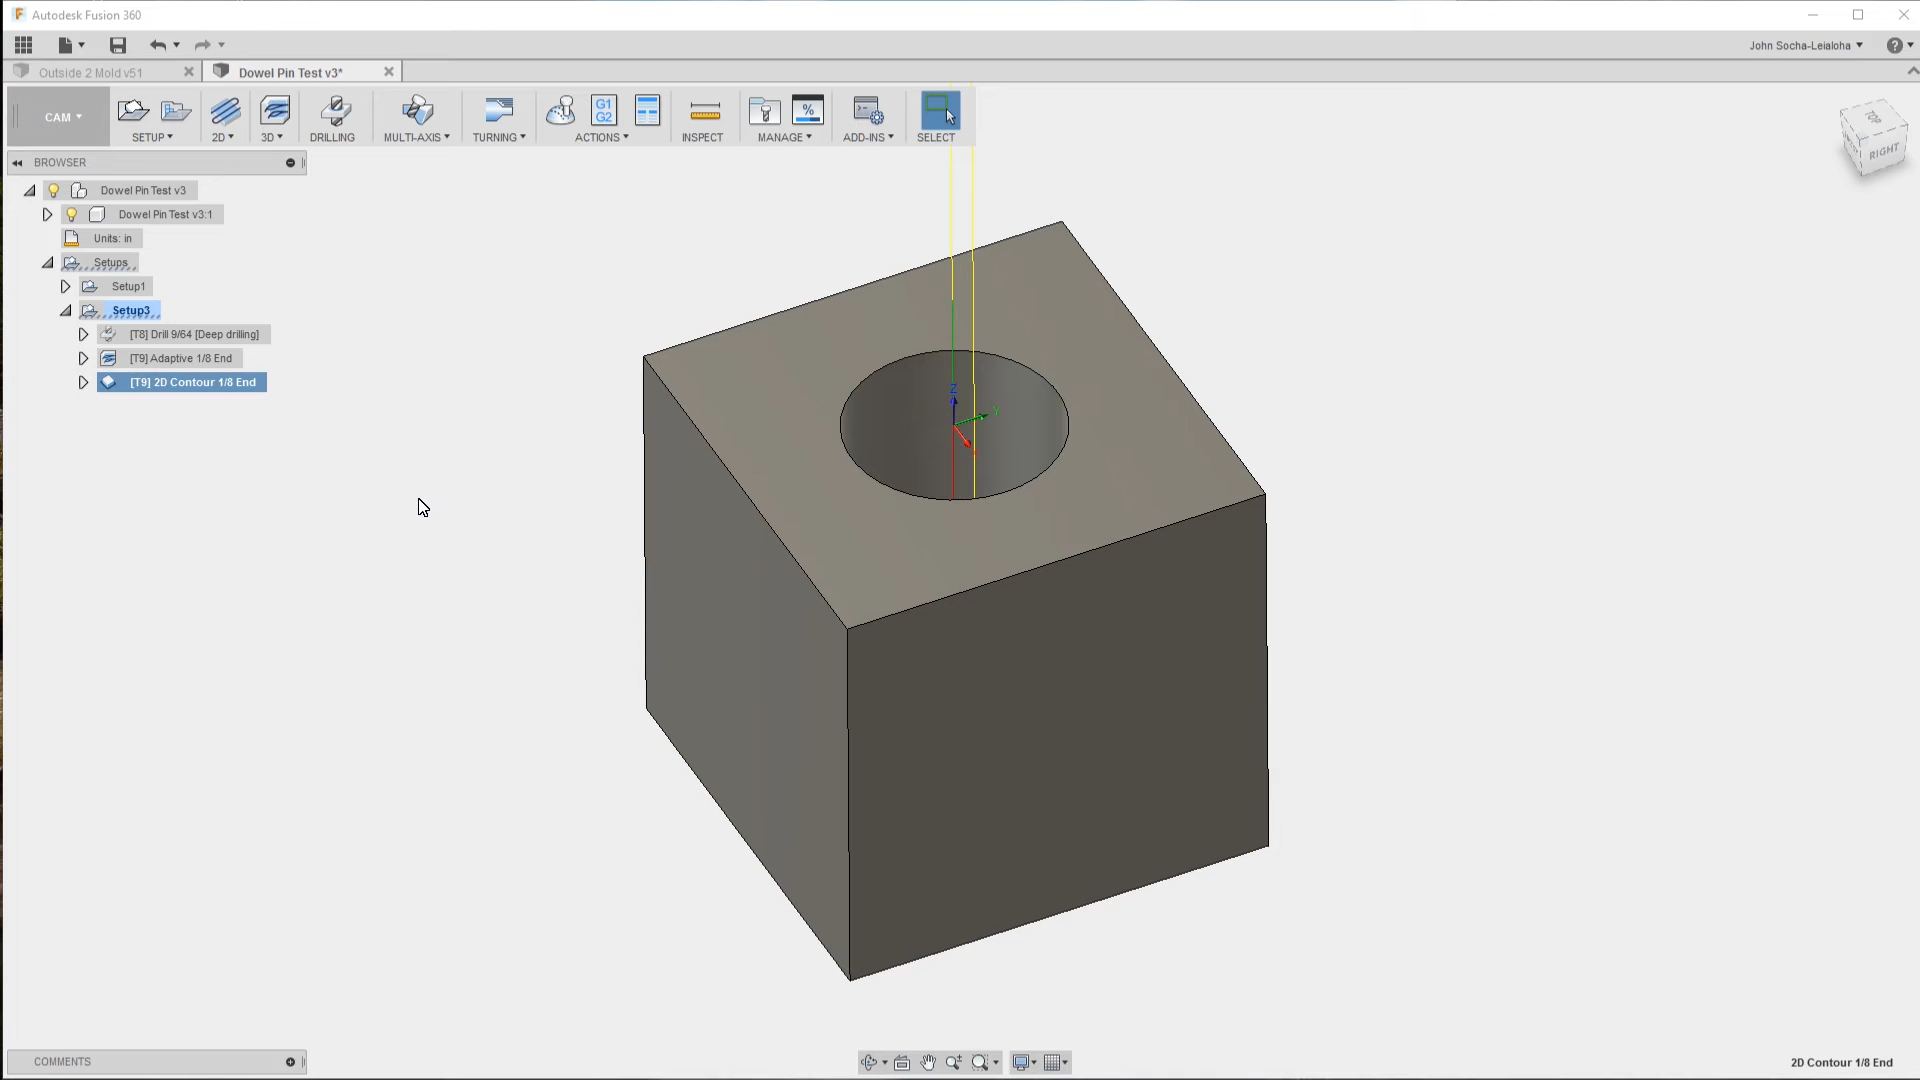 Autodesk Fusion 360
John Socha-Leialoha
Outside 2 Mold v51
Dowel Pin Test v3*
CAM
G1
G2
%
SETUP
2D
3D
DRILLING
MULTI-AXIS
TURNING
ACTIONS
INSPECT
MANAGE
ADD-INS
SELECT
TOP
RIGHT
BROWSER
Dowel Pin Test v3
Dowel Pin Test v3:1
Units: in
Setups
Setup1
Setup3
[T8] Drill 9/64 [Deep drilling]
[T9] Adaptive 1/8 End
[T9] 2D Contour 1/8 End
Z
Y
COMMENTS
2D Contour 1/8 End